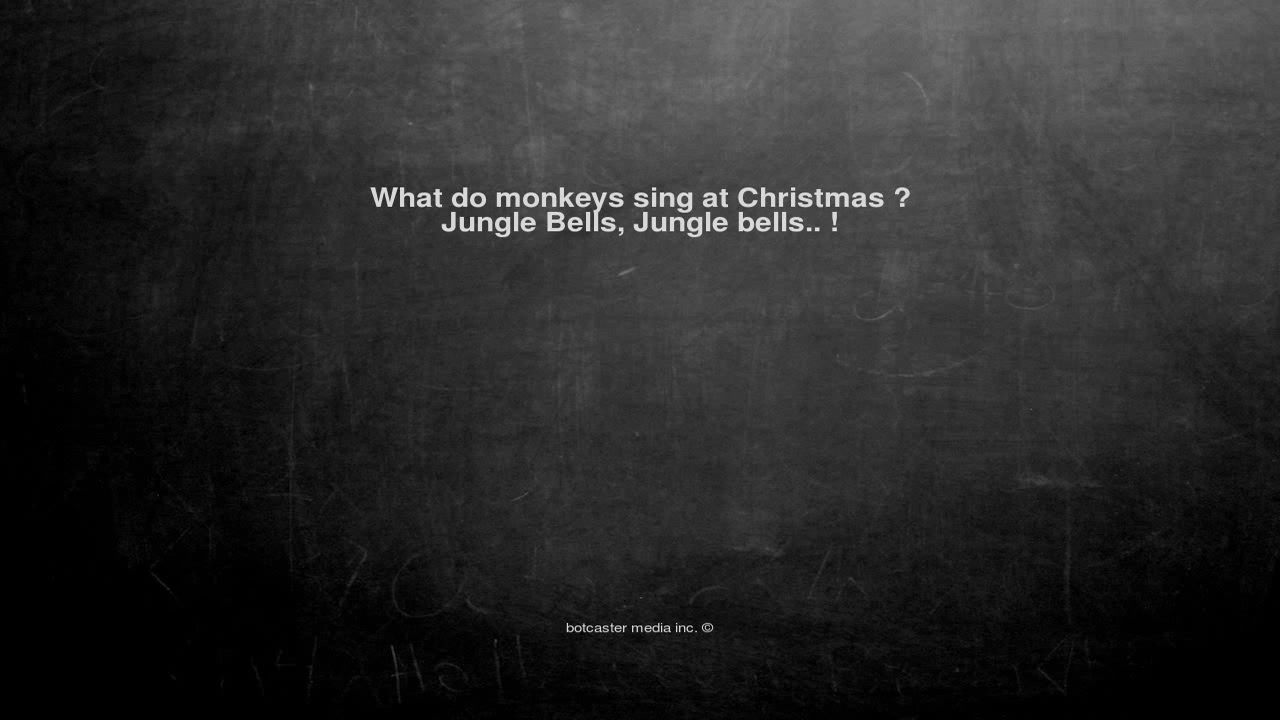 What do monkeys sing at Christmas ?
Jungle Bells, Jungle bells.. !
botcaster media inc. ©